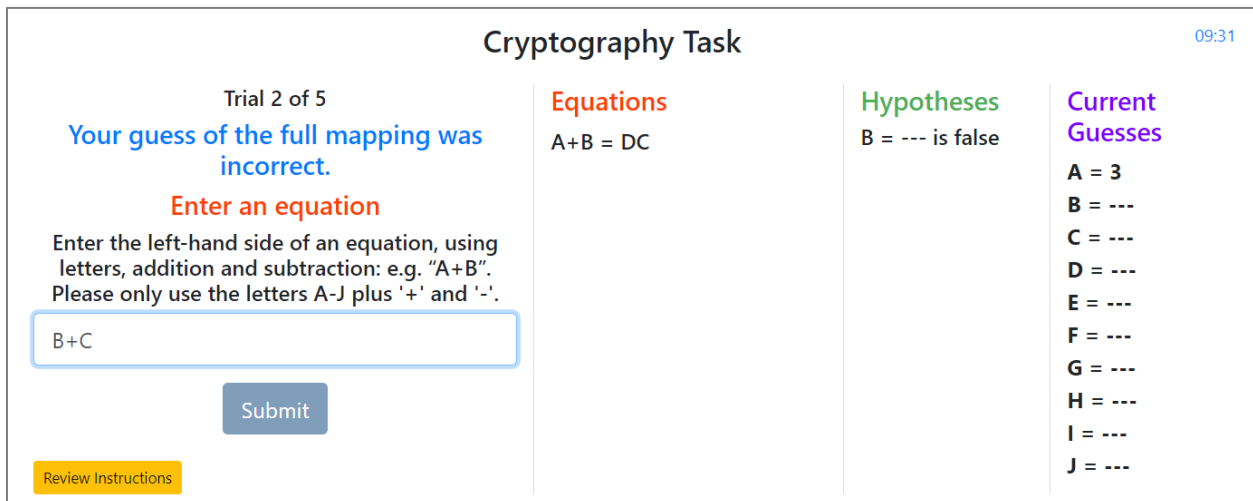 Cryptography Task
09:31
Trial 2 of 5
Your guess of the full mapping was
incorrect.
Enter an equation
Enter the left-hand side of an equation, using
letters, addition and subtraction: e.g. “A+B”.
Please only use the letters A-J plus '+' and '-'.
B+C
Submit
Review Instructions
Equations
A+B = DC
Hypotheses
B = --- is false
Current
Guesses
A = 3
B = ---
C = ---
D = ---
E = ---
F = ---
G = ---
H = ---
I = ---
J = ---